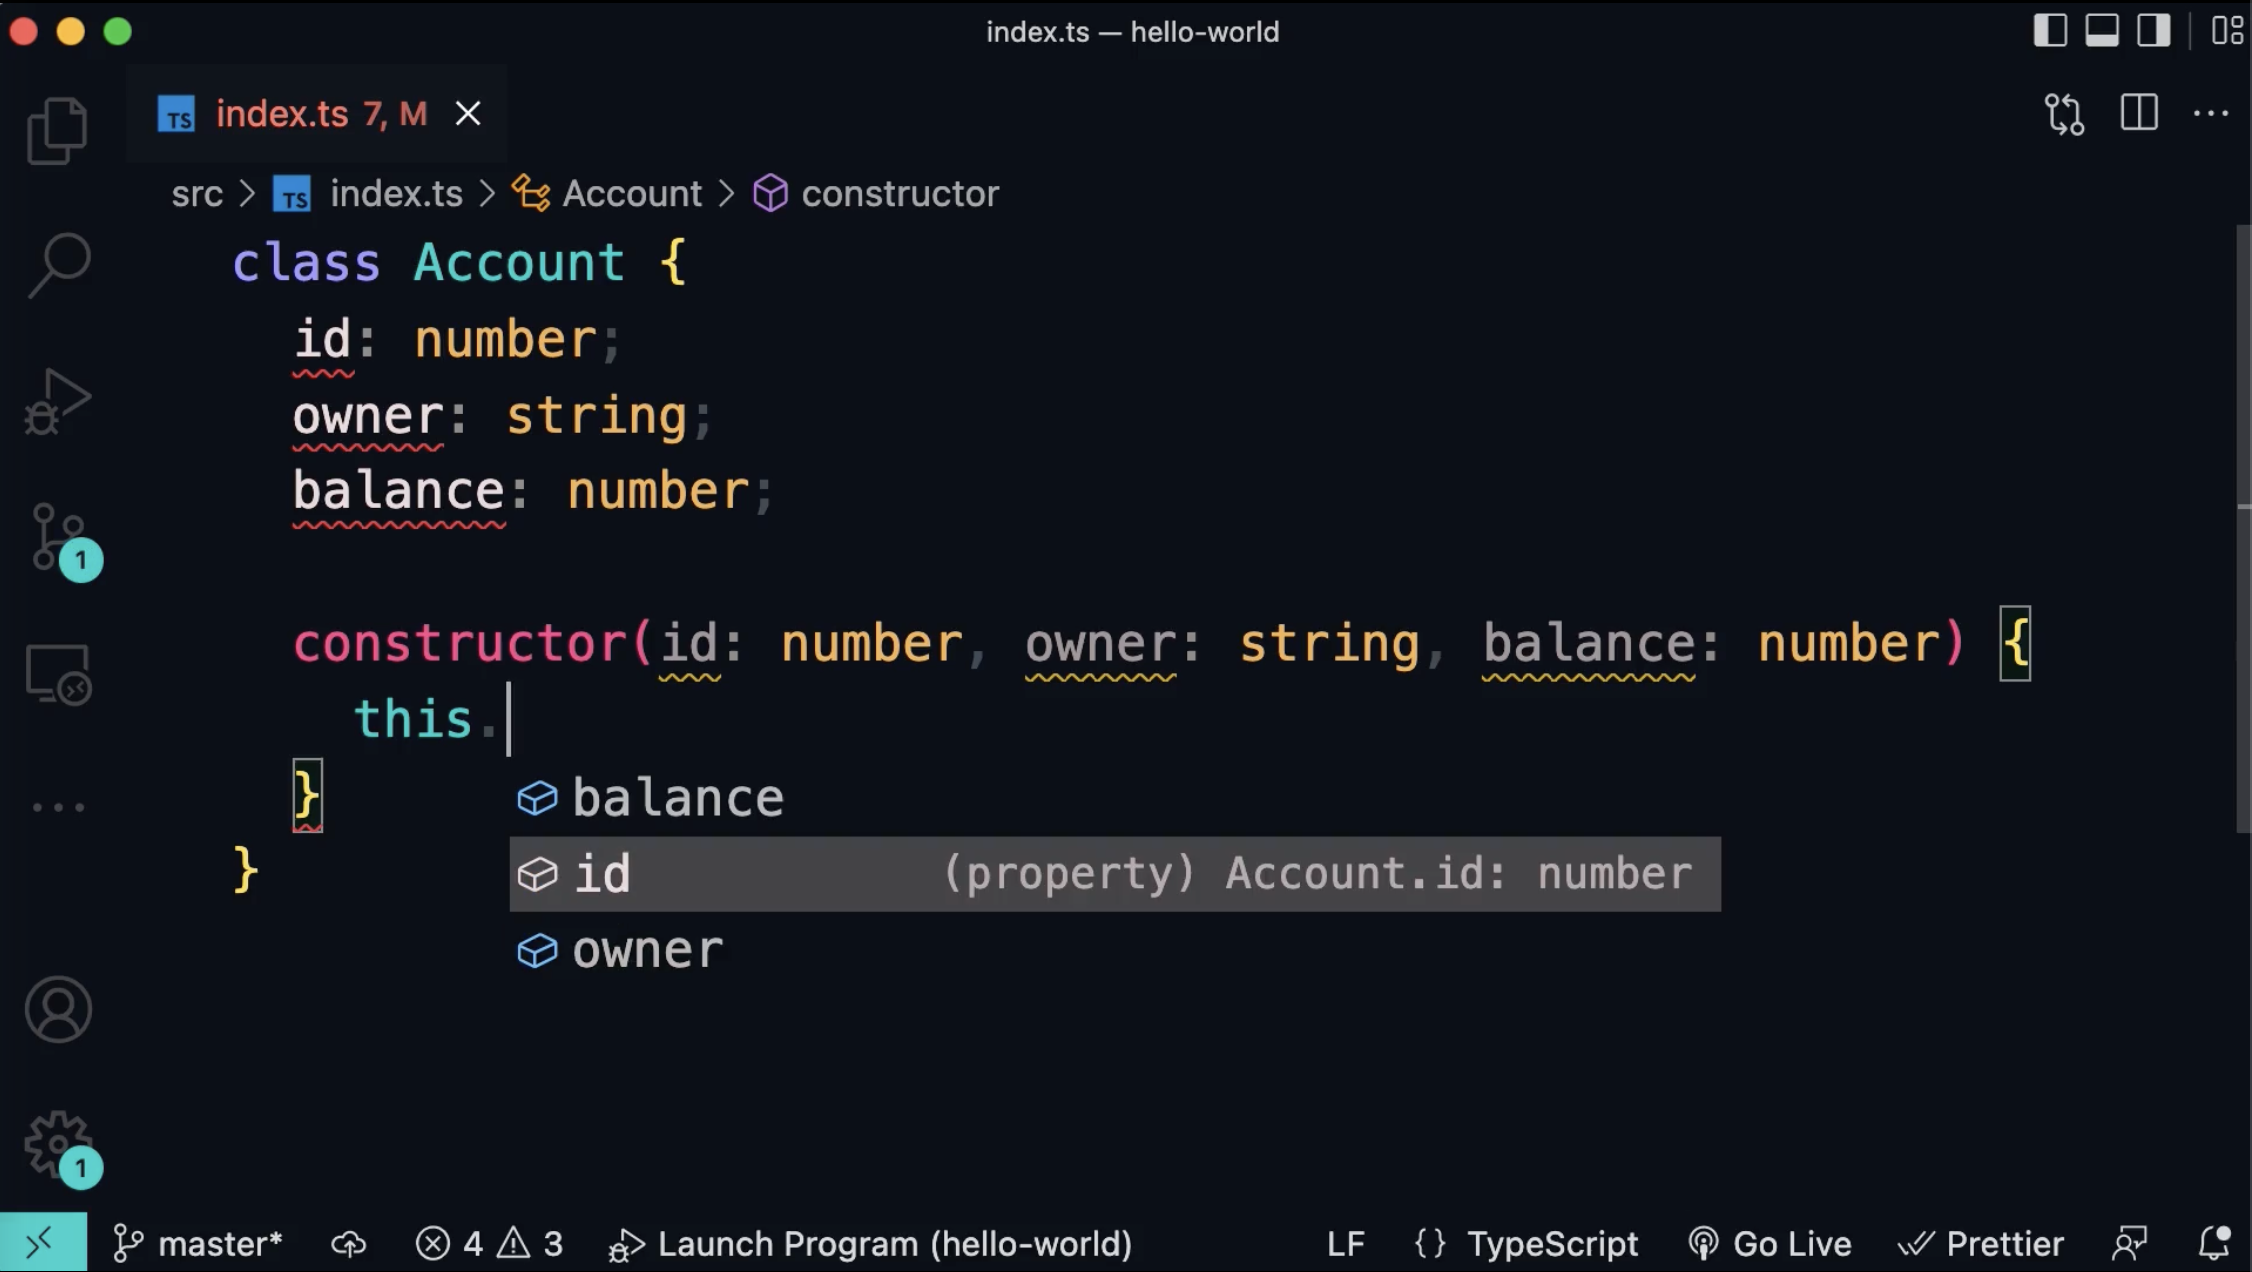 index.ts — hello-world
TS index.ts 7, M
src > TS index.ts > Account > constructor
class Account {
id: number;
owner: string;
balance: number;
constructor(id: number, owner: string, balance: number) {
this.
}
balance
id (property) Account.id: number
}
owner
1
1
master* 4 3 Launch Program (hello-world) LF {} TypeScript Go Live Prettier